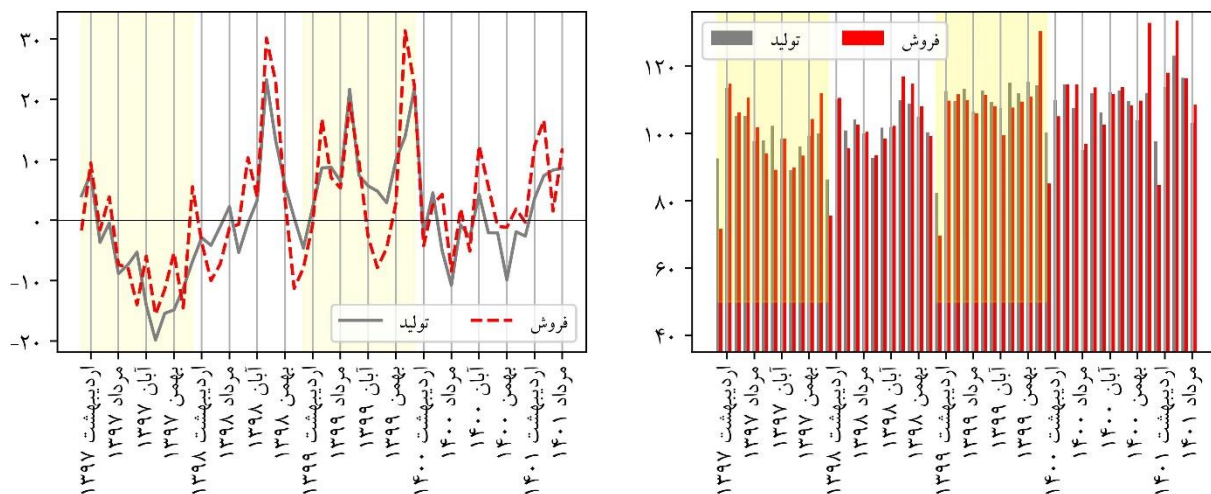 ۳۰
۲۰
۱۰
۰
-۱۰
-۲۰
تولید
فروش
اردیبهشت ۱۳۹۷
مرداد ۱۳۹۷
آبان ۱۳۹۷
بهمن ۱۳۹۷
اردیبهشت ۱۳۹۸
مرداد ۱۳۹۸
آبان ۱۳۹۸
بهمن ۱۳۹۸
اردیبهشت ۱۳۹۹
مرداد ۱۳۹۹
آبان ۱۳۹۹
بهمن ۱۳۹۹
اردیبهشت ۱۴۰۰
مرداد ۱۴۰۰
آبان ۱۴۰۰
بهمن ۱۴۰۰
اردیبهشت ۱۴۰۱
مرداد ۱۴۰۱
تولید
فروش
۱۲۰
۱۰۰
۸۰
۶۰
۴۰
اردیبهشت ۱۳۹۷
مرداد ۱۳۹۷
آبان ۱۳۹۷
بهمن ۱۳۹۷
اردیبهشت ۱۳۹۸
مرداد ۱۳۹۸
آبان ۱۳۹۸
بهمن ۱۳۹۸
اردیبهشت ۱۳۹۹
مرداد ۱۳۹۹
آبان ۱۳۹۹
بهمن ۱۳۹۹
اردیبهشت ۱۴۰۰
مرداد ۱۴۰۰
آبان ۱۴۰۰
بهمن ۱۴۰۰
اردیبهشت ۱۴۰۱
مرداد ۱۴۰۱